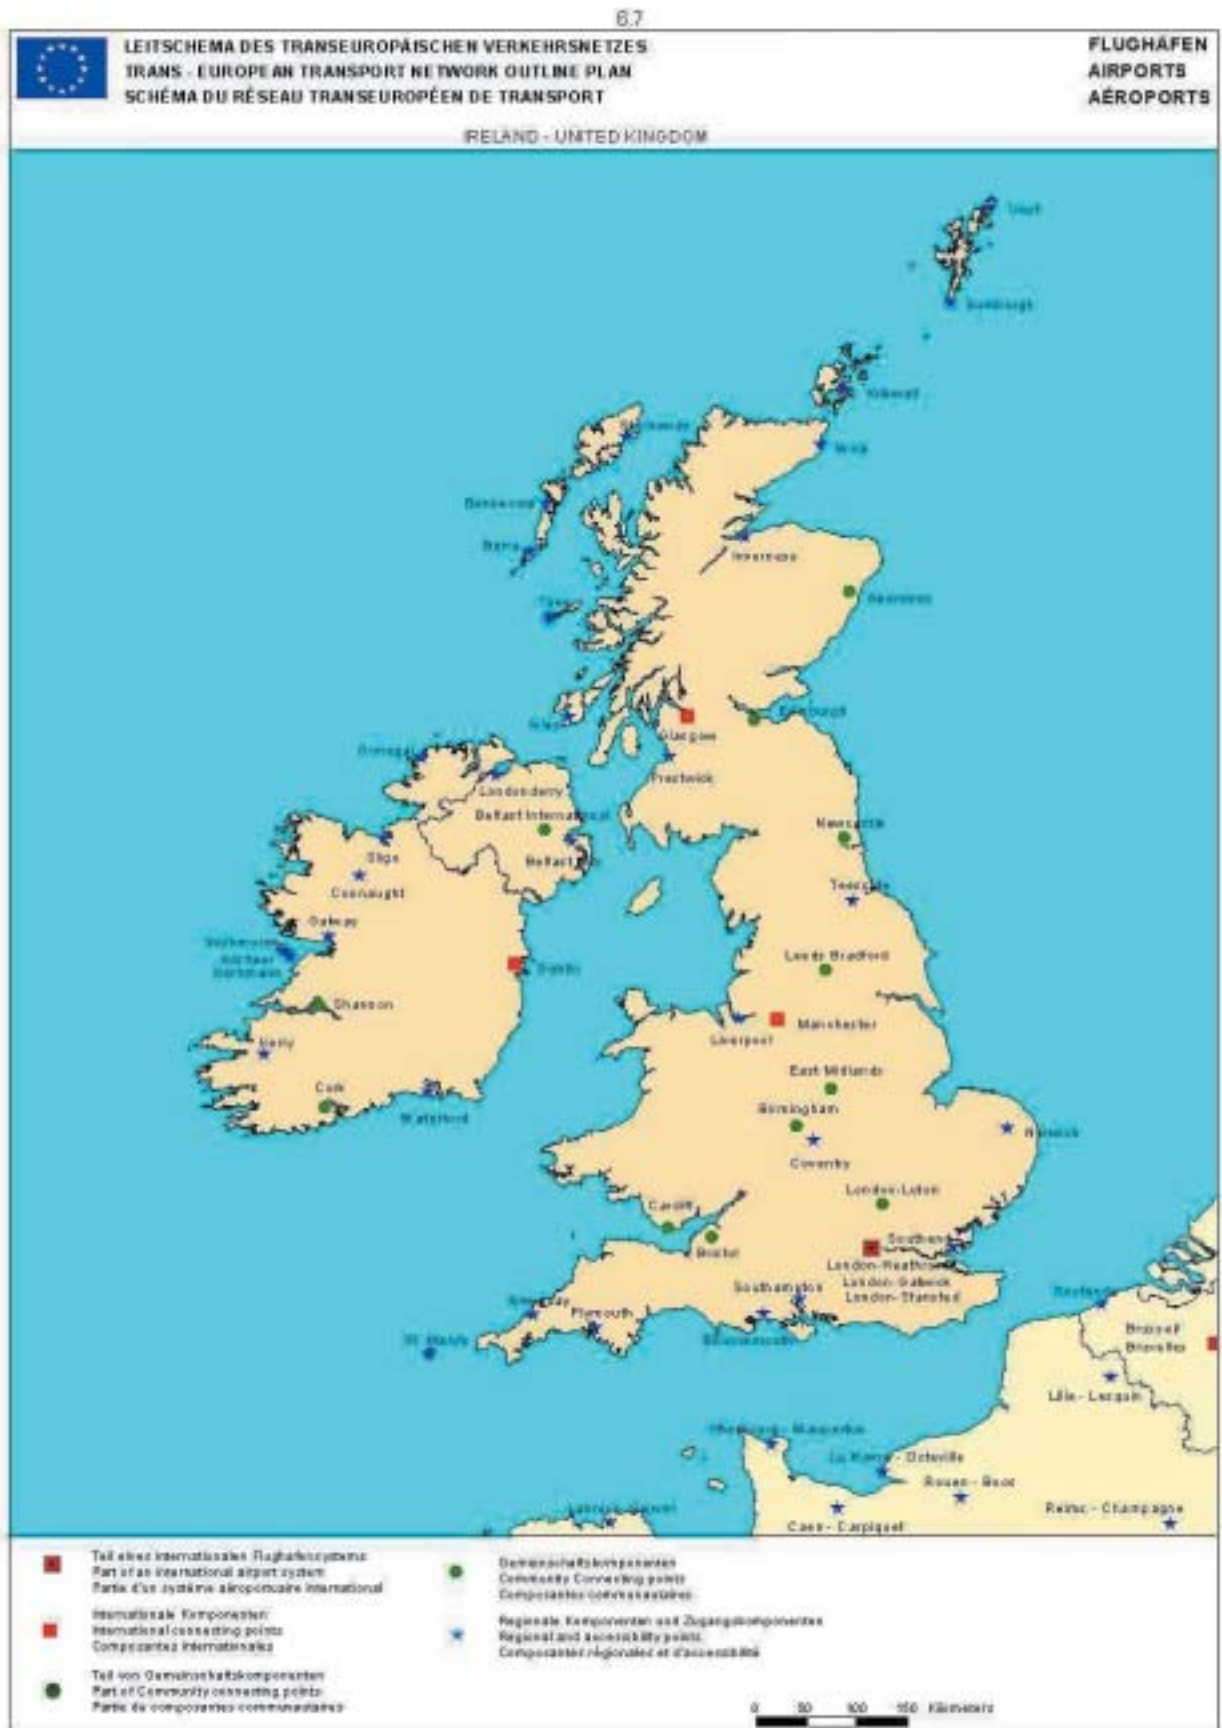 6.7
LEITSCHEMA DES TRANSEUROPÄISCHEN VERKEHRSNETZES
TRANS - EUROPEAN TRANSPORT NETWORK OUTLINE PLAN
SCHÉMA DU RÉSEAU TRANSEUROPÉEN DE TRANSPORT
FLUGHÄFEN
AIRPORTS
AÉROPORTS
IRELAND - UNITED KINGDOM
Sumburgh
Kirkwall
Wick
Stornoway
Benbecula
Barra
Inverness
Aberdeen
Tiree
Edinburgh
Glasgow
Islay
Donegal
Prestwick
Londonderry
Belfast International
Newcastle
Sligo
Belfast
Connaught
Galway
Leeds Bradford
Dublin
Shannon
Manchester
Liverpool
Kerry
East Midlands
Cork
Birmingham
Waterford
Norwich
Coventry
London-Luton
Cardiff
Southend
Bristol
London-Heathrow
London-Gatwick
London-Stansted
Southampton
Plymouth
Bournemouth
Brussel
Bruxelles
Lille - Lesquin
Le Havre - Octeville
Rouen - Boos
Reims - Champagne
Caen - Carpiquet
Teil eines internationalen Flughafensystems
Part of an international airport system
Partie d'un système aéroportuaire international
Internationale Komponenten
International connecting points
Composantes internationales
Teil von Gemeinschaftskomponenten
Part of Community connecting points
Partie de composantes communautaires
Gemeinschaftskomponenten
Community Connecting points
Composantes communautaires
Regionale Komponenten und Zugangskomponenten
Regional and accessibility points
Composantes régionales et d'accessibilité
0 50 100 150 Kilometers